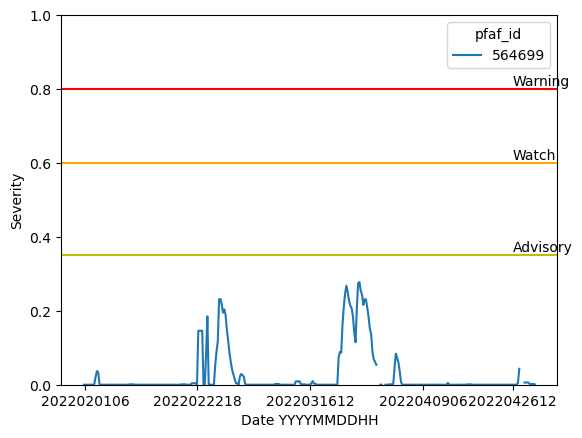 1.0
0.8
0.6
0.4
0.2
0.0
Severity
pfaf_id
564699
Warning
Watch
Advisory
2022020106
2022022218
2022031612
2022040906
2022042612
Date YYYYMMDDHH